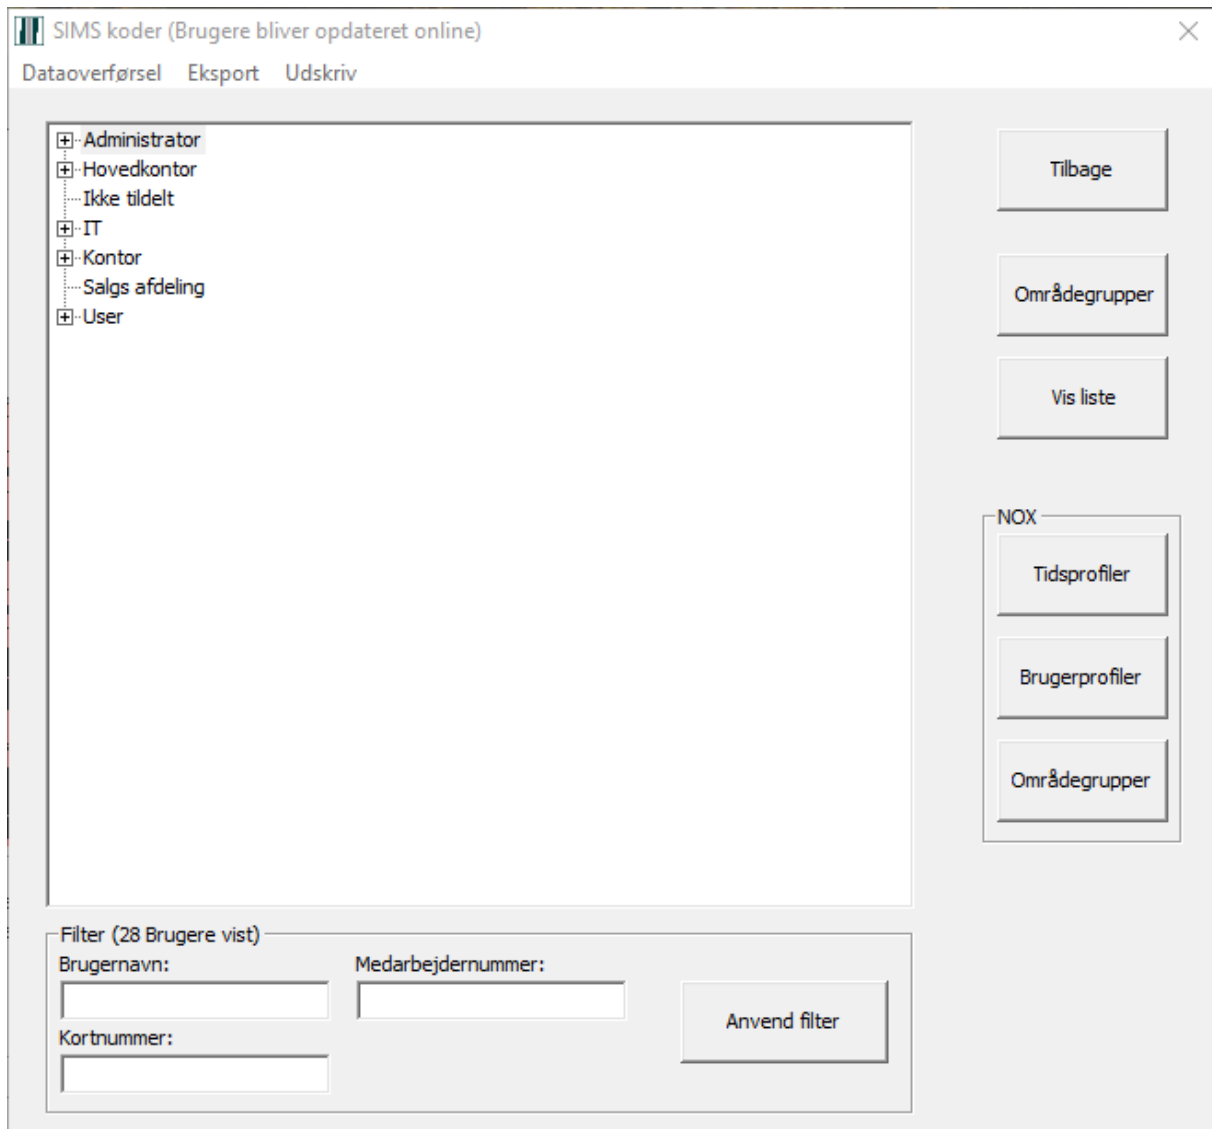 SIMS koder (Brugere bliver opdateret online)
Dataoverførsel Eksport Udskriv
Administrator
Hovedkontor
Ikke tildelt
IT
Kontor
Salgs afdeling
User
Tilbage
Områdegrupper
Vis liste
NOX
Tidsprofiler
Brugerprofiler
Områdegrupper
Filter (28 Brugere vist)
Brugernavn: Medarbejdernummer:
Kortnummer:
Anvend filter